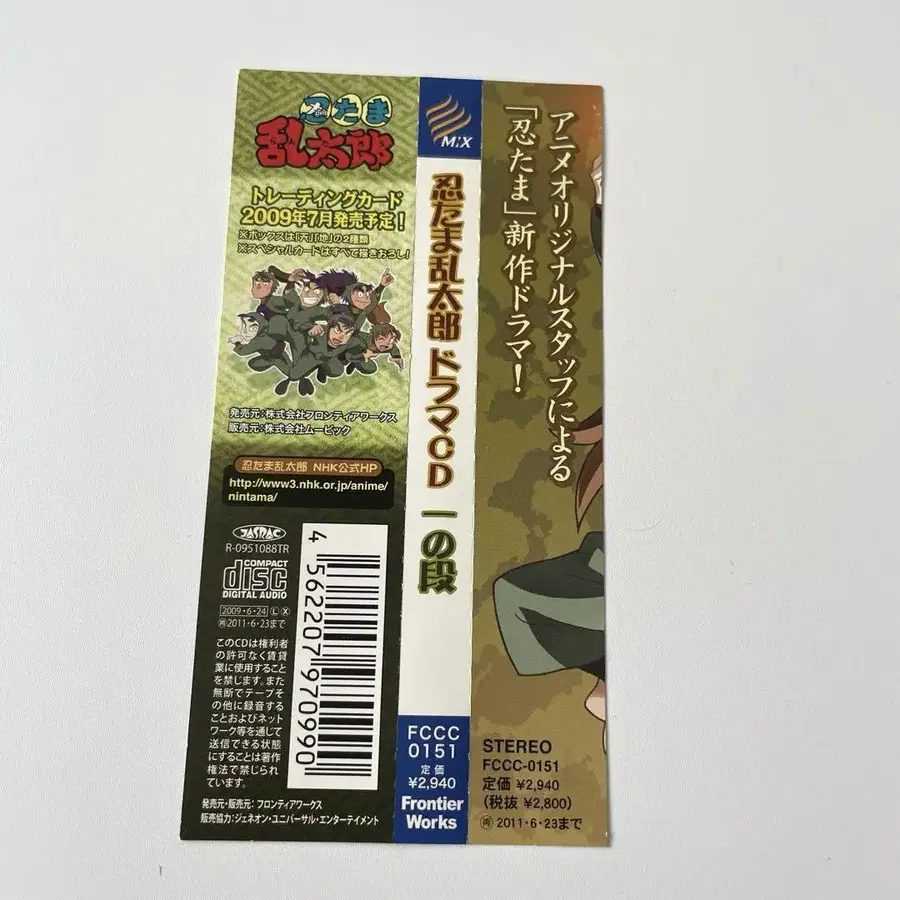 忍たま
乱太郎
トレーディングカード
2009年7月発売予定!
※ボックスは「天」「地」の2種類
※スペシャルカードはすべて描きおろし!
発売元:株式会社フロンティアワークス
販売元:株式会社ムービック
忍たま乱太郎 NHK公式HP
http://www3.nhk.or.jp/anime/
nintama/
JASRAC
R-0951088TR
COMPACT
disc
DIGITAL AUDIO
2009・6・24 Ⓛ Ⓧ
㊢2011・6・23まで
このCDは権利者
の許可なく賃貸
業に使用すること
を禁じます。また
無断でテープそ
の他に録音する
ことおよびネット
ワーク等を通じて
送信できる状態
にすることは著作
権法で禁じられ
ています。
4 562207 970990
発売元・販売元:フロンティアワークス
販売協力:ジェネオン・ユニバーサル・エンターテイメント
M!X
忍たま乱太郎 ドラマCD 一の段
FCCC
0151
定価
¥2,940
Frontier
Works
アニメオリジナルスタッフによる
「忍たま」新作ドラマ!
STEREO
FCCC-0151
定価 ¥2,940
(税抜 ¥2,800)
㊢2011・6・23まで